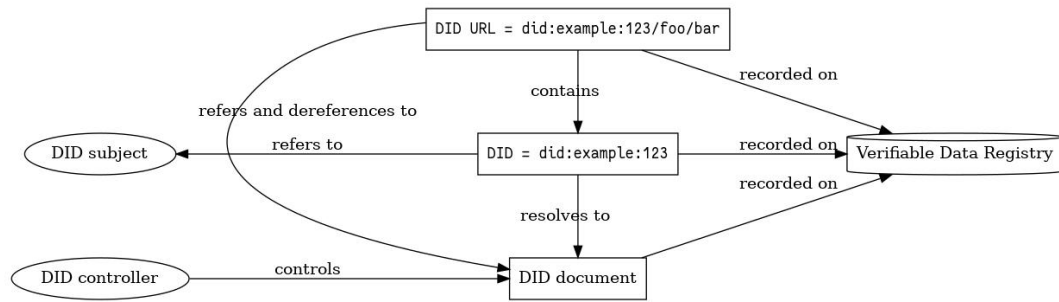 DID URL = did:example:123/foo/bar
recorded on
contains
refers and dereferences to
DID subject
refers to
DID = did:example:123
recorded on
Verifiable Data Registry
recorded on
resolves to
DID controller
controls
DID document